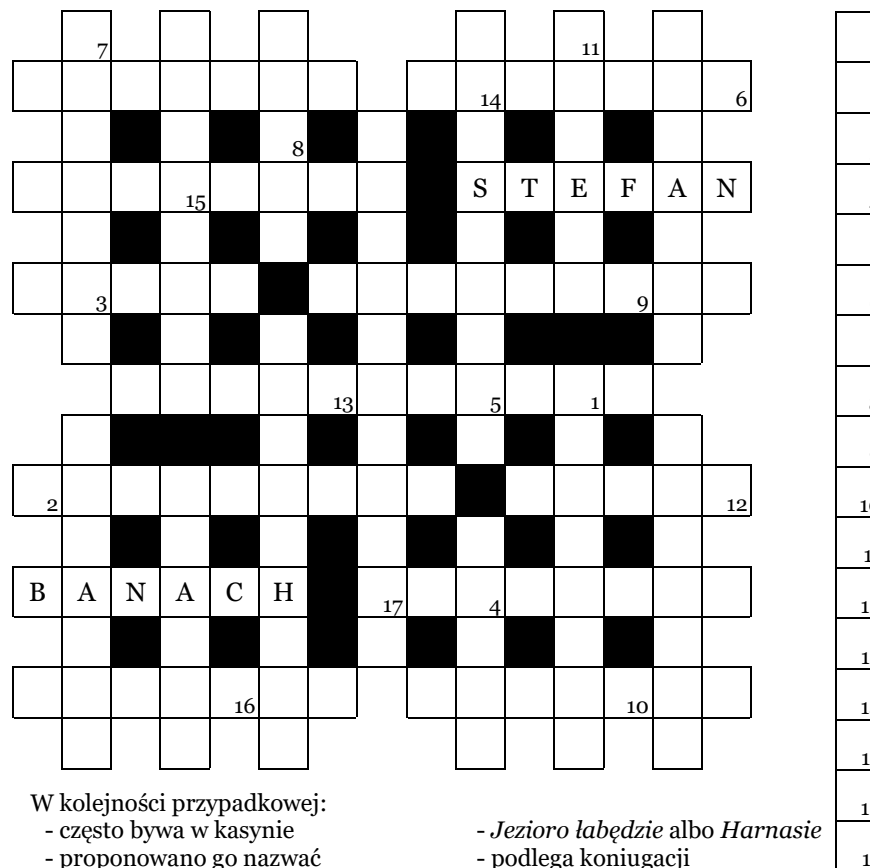 7 11
14 6
8
15 S T E F A N
3 9
13 5 1
2 12
B A N A C H 17 4
16 10
W kolejności przypadkowej:
- często bywa w kasynie
- proponowano go nazwać
- Jezioro łabędzie albo Harnasie
- podlega koniugacji